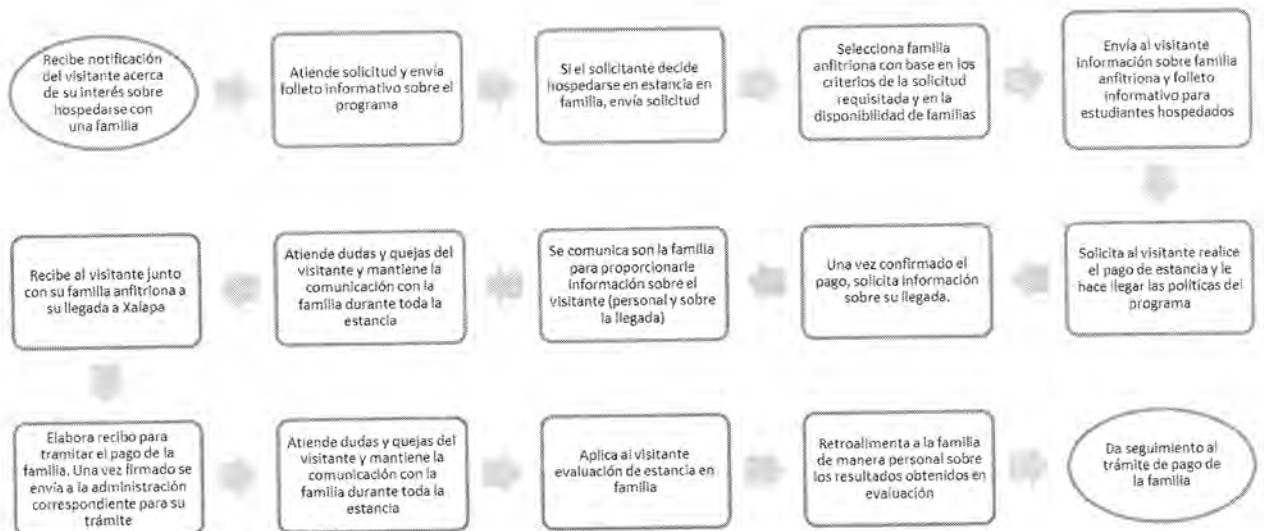 Recibe notificación
del visitante acerca
de su interés sobre
hospedarse con
una familia
Atiende solicitud y envía
folleto informativo sobre el
programa
Si el solicitante decide
hospedarse en estancia en
familia, envía solicitud
Selecciona familia
anfitriona con base en los
criterios de la solicitud
requisitada y en la
disponibilidad de familias
Envía al visitante
información sobre familia
anfitriona y folleto
informativo para
estudiantes hospedados
Solicita al visitante realice
el pago de estancia y le
hace llegar las políticas del
programa
Una vez confirmado el
pago, solicita información
sobre su llegada.
Se comunica son la familia
para proporcionarle
información sobre el
visitante (personal y sobre
la llegada)
Atiende dudas y quejas del
visitante y mantiene la
comunicación con la
familia durante toda la
estancia
Recibe al visitante junto
con su familia anfitriona a
su llegada a Xalapa
Elabora recibo para
tramitar el pago de la
familia. Una vez firmado se
envía a la administración
correspondiente para su
trámite
Atiende dudas y quejas del
visitante y mantiene la
comunicación con la
familia durante toda la
estancia
Aplica al visitante
evaluación de estancia en
familia
Retroalimenta a la familia
de manera personal sobre
los resultados obtenidos en
evaluación
Da seguimiento al
trámite de pago de
la familia